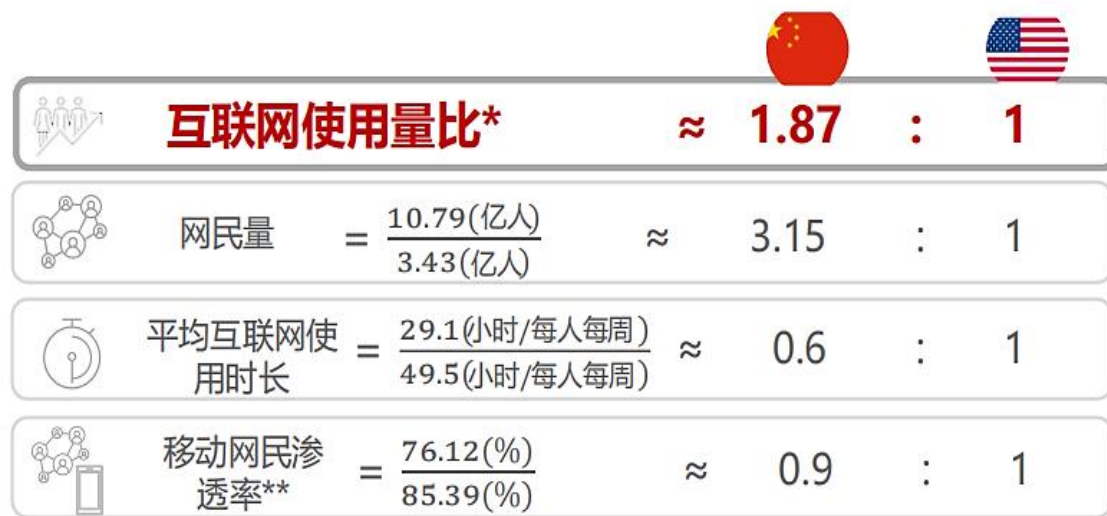 互联网使用量比* ≈ 1.87 : 1
网民量 = 10.79(亿人) / 3.43(亿人) ≈ 3.15 : 1
平均互联网使
用时长 = 29.1(小时/每人每周) / 49.5(小时/每人每周) ≈ 0.6 : 1
移动网民渗
透率** = 76.12(%) / 85.39(%) ≈ 0.9 : 1